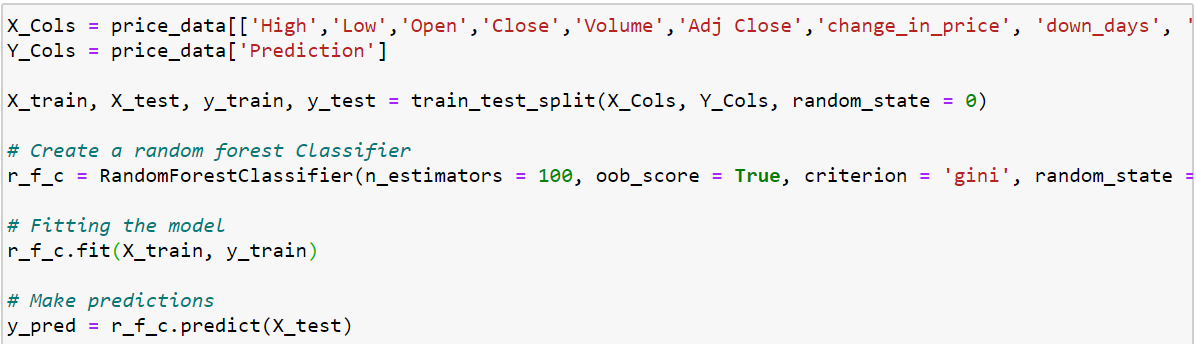 X_Cols = price_data[['High','Low','Open','Close','Volume','Adj Close','change_in_price', 'down_days', '
Y_Cols = price_data['Prediction']
X_train, X_test, y_train, y_test = train_test_split(X_Cols, Y_Cols, random_state = 0)
# Create a random forest Classifier
r_f_c = RandomForestClassifier(n_estimators = 100, oob_score = True, criterion = 'gini', random_state =
# Fitting the model
r_f_c.fit(X_train, y_train)
# Make predictions
y_pred = r_f_c.predict(X_test)